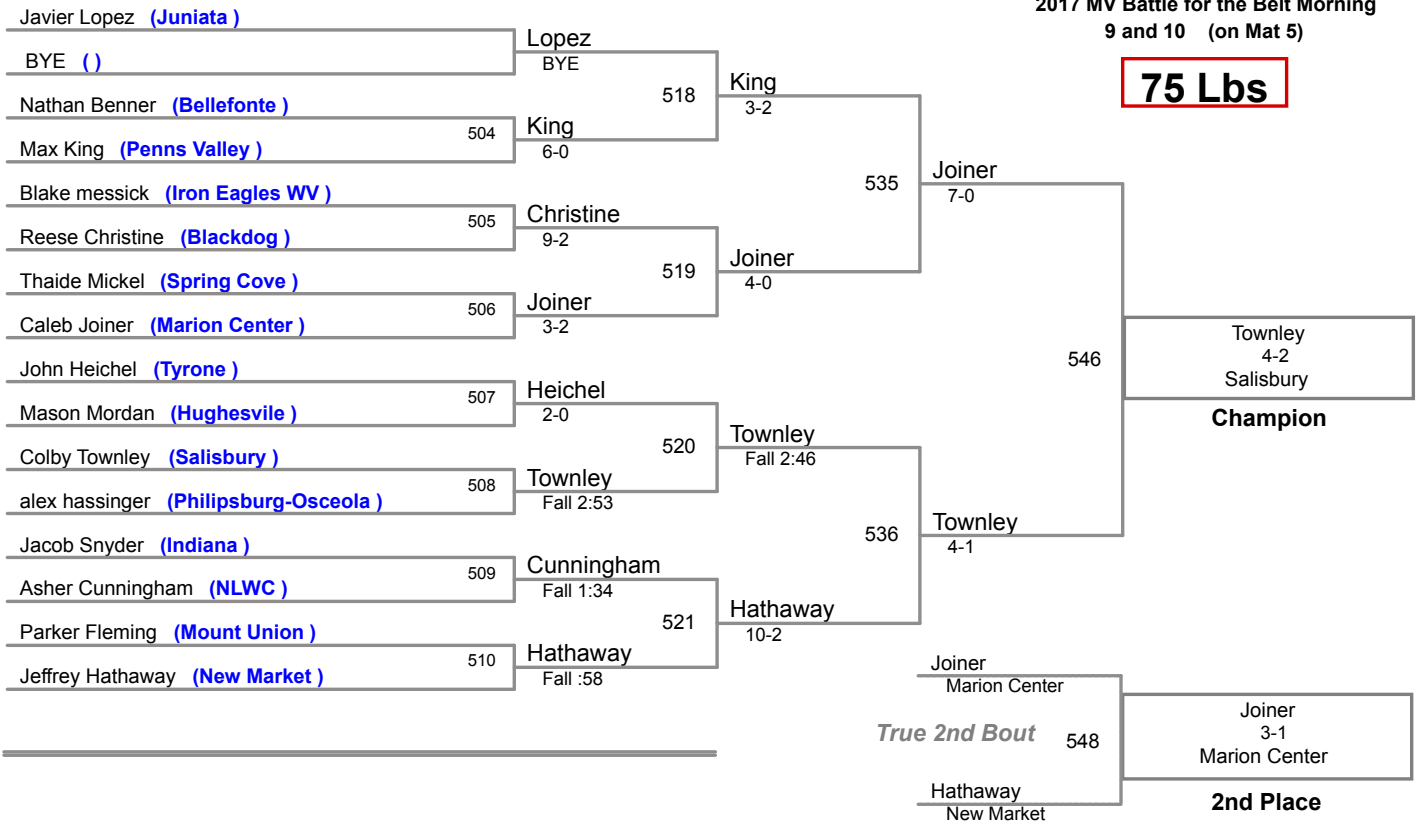 2017 MV Battle for the Belt Morning
9 and 10 (on Mat 5)
75 Lbs
Javier Lopez (Juniata )
BYE ( )
Nathan Benner (Bellefonte )
Max King (Penns Valley )
Blake messick (Iron Eagles WV )
Reese Christine (Blackdog )
Thaide Mickel (Spring Cove )
Caleb Joiner (Marion Center )
John Heichel (Tyrone )
Mason Mordan (Hughesvile )
Colby Townley (Salisbury )
alex hassinger (Philipsburg-Osceola )
Jacob Snyder (Indiana )
Asher Cunningham (NLWC )
Parker Fleming (Mount Union )
Jeffrey Hathaway (New Market )
504
505
506
507
508
509
510
Lopez
BYE
King
6-0
Christine
9-2
Joiner
3-2
Heichel
2-0
Townley
Fall 2:53
Cunningham
Fall 1:34
Hathaway
Fall :58
518
519
520
521
King
3-2
Joiner
4-0
Townley
Fall 2:46
Hathaway
10-2
535
536
Joiner
7-0
Townley
4-1
546
Townley
4-2
Salisbury
Champion
Joiner
Marion Center
True 2nd Bout
548
Hathaway
New Market
Joiner
3-1
Marion Center
2nd Place